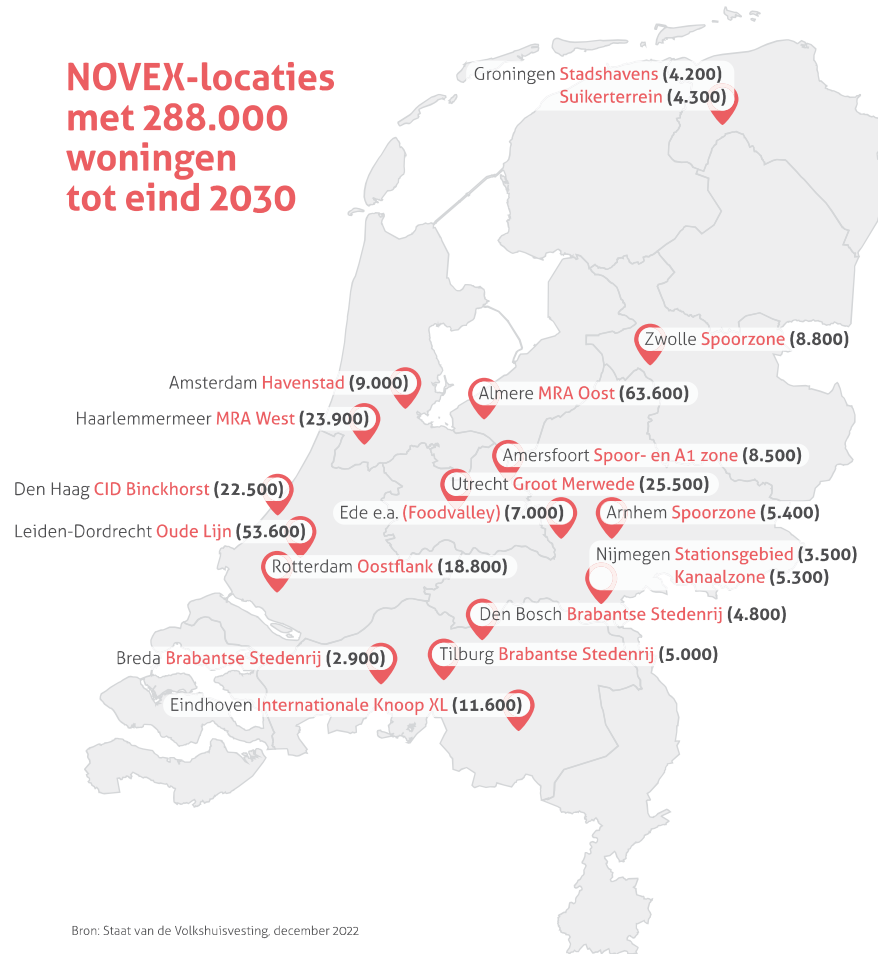 NOVEX-locaties
met 288.000
woningen
tot eind 2030
Groningen Stadshavens (4.200)
Suikerterrein (4.300)
Zwolle Spoorzone (8.800)
Amsterdam Havenstad (9.000)
Almere MRA Oost (63.600)
Haarlemmermeer MRA West (23.900)
Amersfoort Spoor- en A1 zone (8.500)
Utrecht Groot Merwede (25.500)
Den Haag CID Binckhorst (22.500)
Ede e.a. (Foodvalley) (7.000)
Arnhem Spoorzone (5.400)
Leiden-Dordrecht Oude Lijn (53.600)
Nijmegen Stationsgebied (3.500)
Kanaalzone (5.300)
Rotterdam Oostflank (18.800)
Den Bosch Brabantse Stedenrij (4.800)
Breda Brabantse Stedenrij (2.900)
Tilburg Brabantse Stedenrij (5.000)
Eindhoven Internationale Knoop XL (11.600)
Bron: Staat van de Volkshuisvesting, december 2022